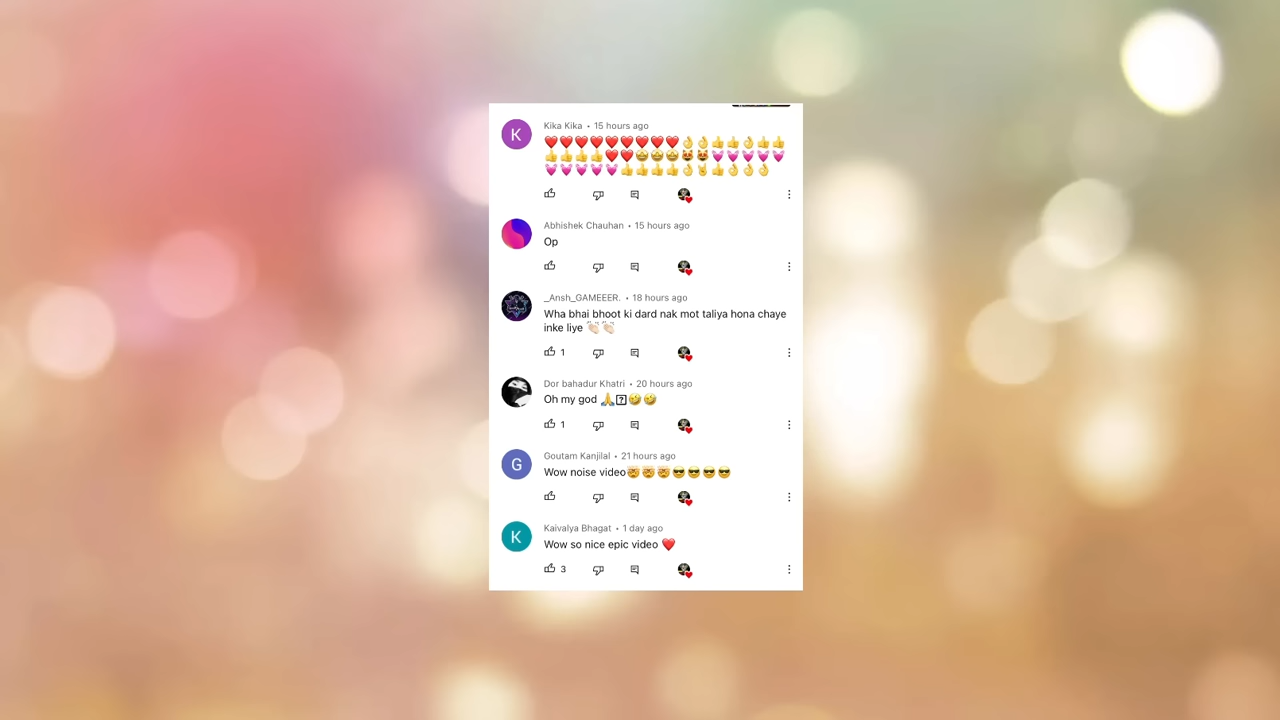 K
Kika Kika • 15 hours ago
❤️❤️❤️❤️❤️❤️❤️❤️❤️👌👌👍👍👌👍👍
👍👍👍👍❤️❤️🤩🤩🤩😻😻💓💓💓💓💓
💓💓💓💓💓👍👍👍👍👌✌️👍👌👌👌
Abhishek Chauhan • 15 hours ago
Op
_Ansh_GAMEEER. • 18 hours ago
Wha bhai bhoot ki dard nak mot taliya hona chaye
inke liye 👏🏻👏🏻
1
Dor bahadur Khatri • 20 hours ago
Oh my god 🙏🤣🤣
1
G
Goutam Kanjilal • 21 hours ago
Wow noise video🤯🤯🤯😎😎😎😎
K
Kaivalya Bhagat • 1 day ago
Wow so nice epic video ❤️
3